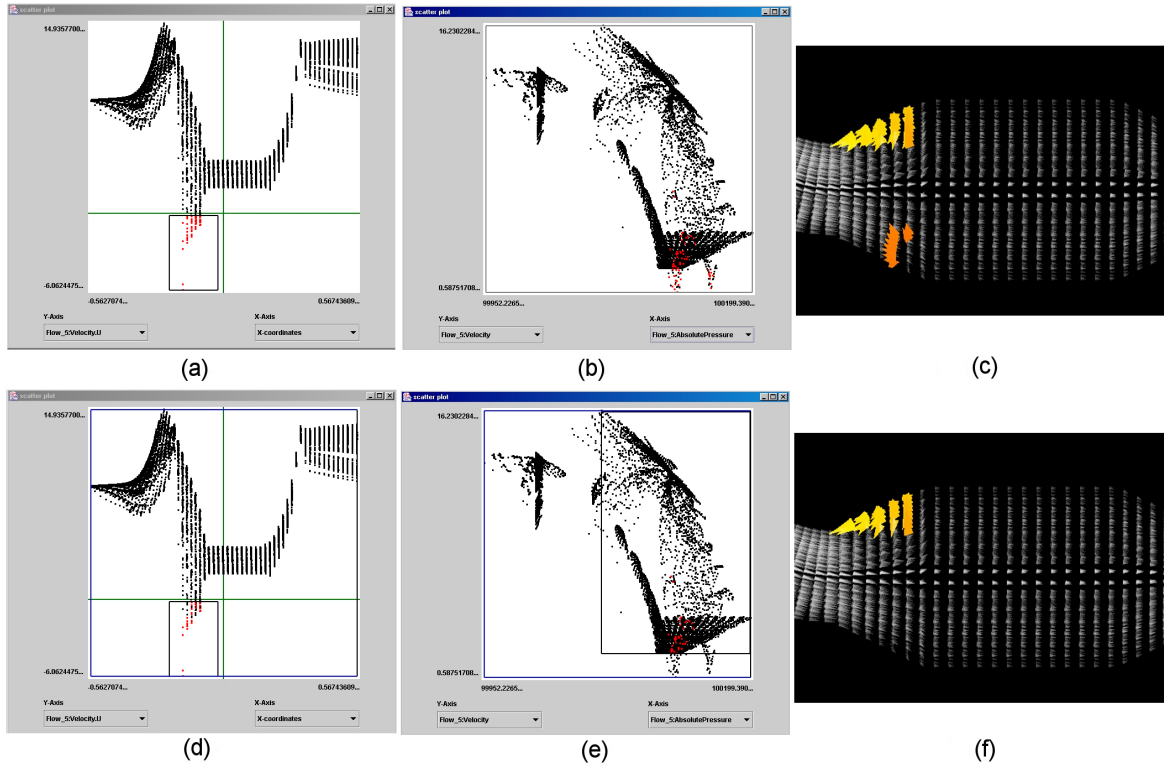 scatter plot
14.9357700...
-6.0624475...
-0.5627074...
0.56743689...
Y-Axis
X-Axis
Flow_5:Velocity.U
X-coordinates
(a)
scatter plot
16.2302284...
0.58751708...
99952.2265...
100199.390...
Y-Axis
X-Axis
Flow_5:Velocity
Flow_5:AbsolutePressure
(b)
(c)
scatter plot
14.9357700...
-6.0624475...
-0.5627074...
0.56743689...
Y-Axis
X-Axis
Flow_5:Velocity.U
X-coordinates
(d)
scatter plot
16.2302284...
0.58751708...
99952.2265...
100199.390...
Y-Axis
X-Axis
Flow_5:Velocity
Flow_5:AbsolutePressure
(e)
(f)